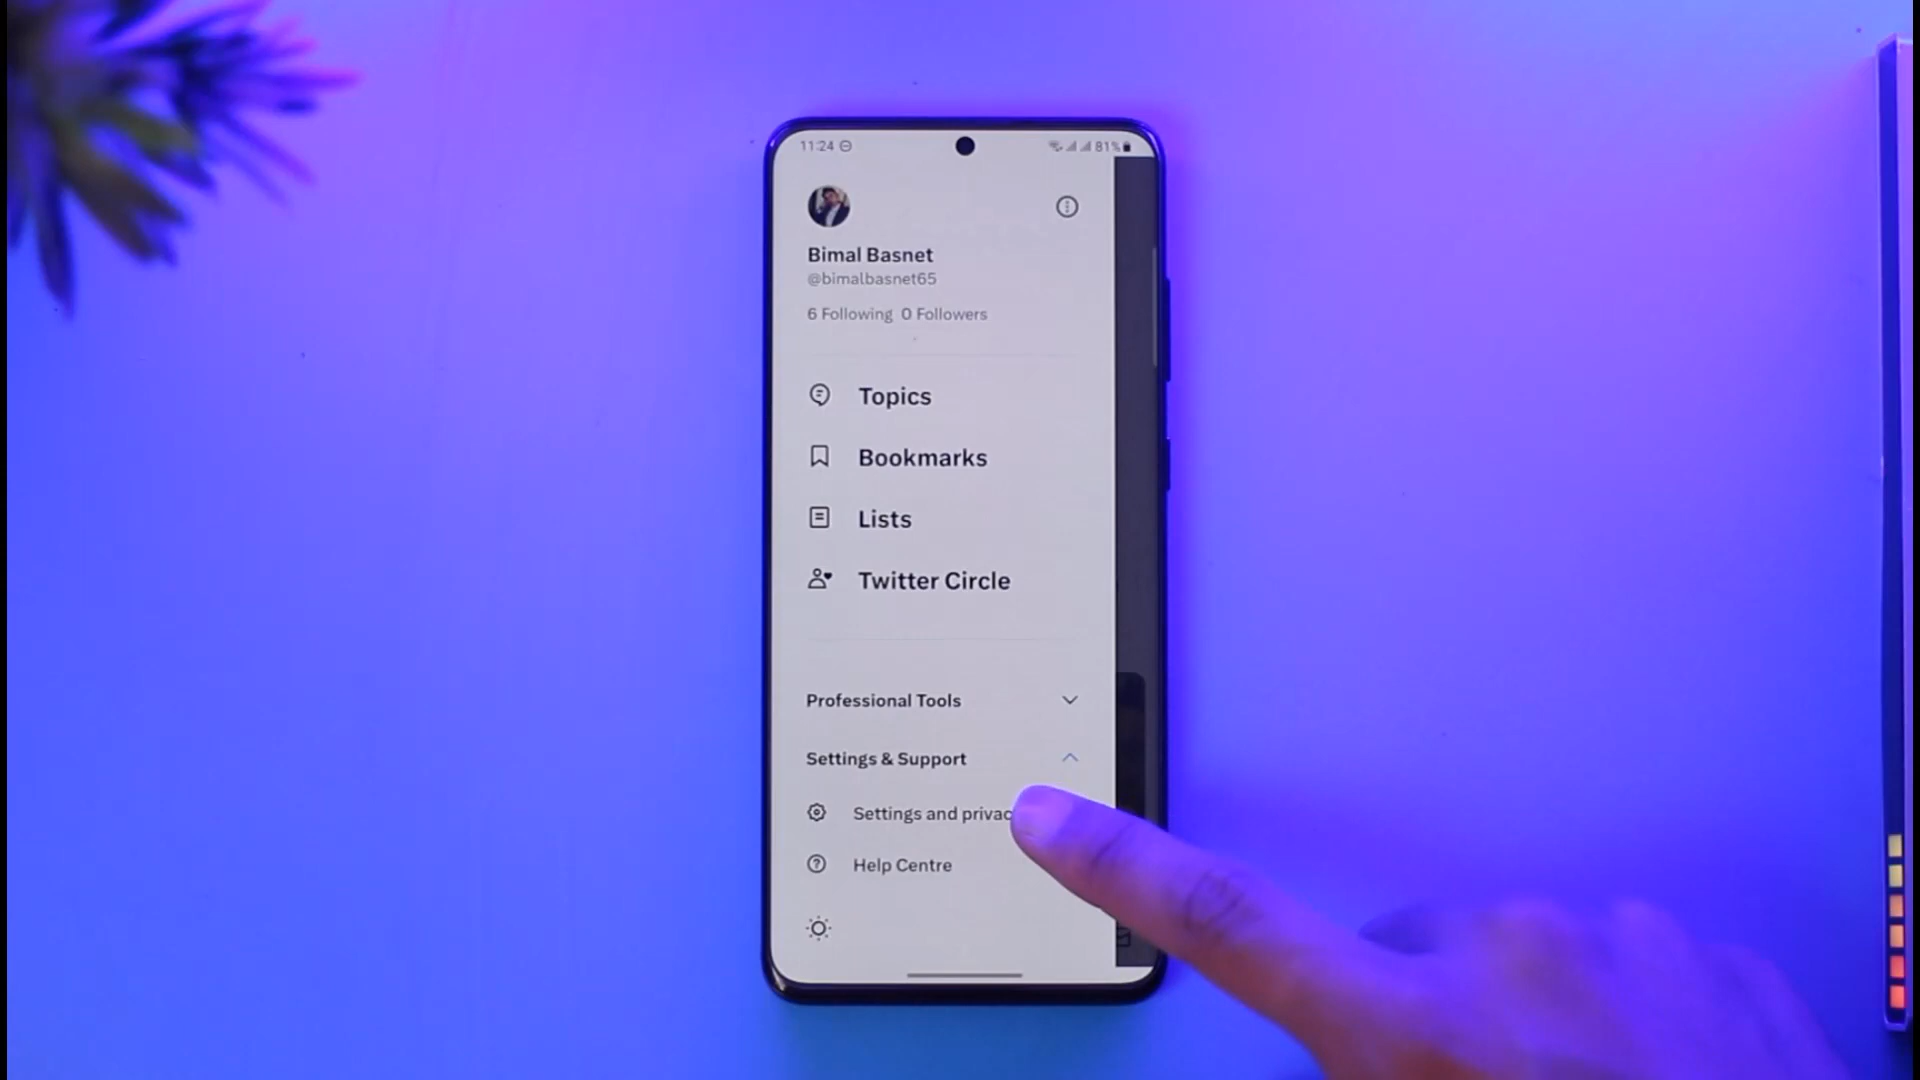 11:24 81%
Bimal Basnet
@bimalbasnet65
6 Following 0 Followers
Topics
Bookmarks
Lists
Twitter Circle
Professional Tools
Settings & Support
Settings and privac
Help Centre